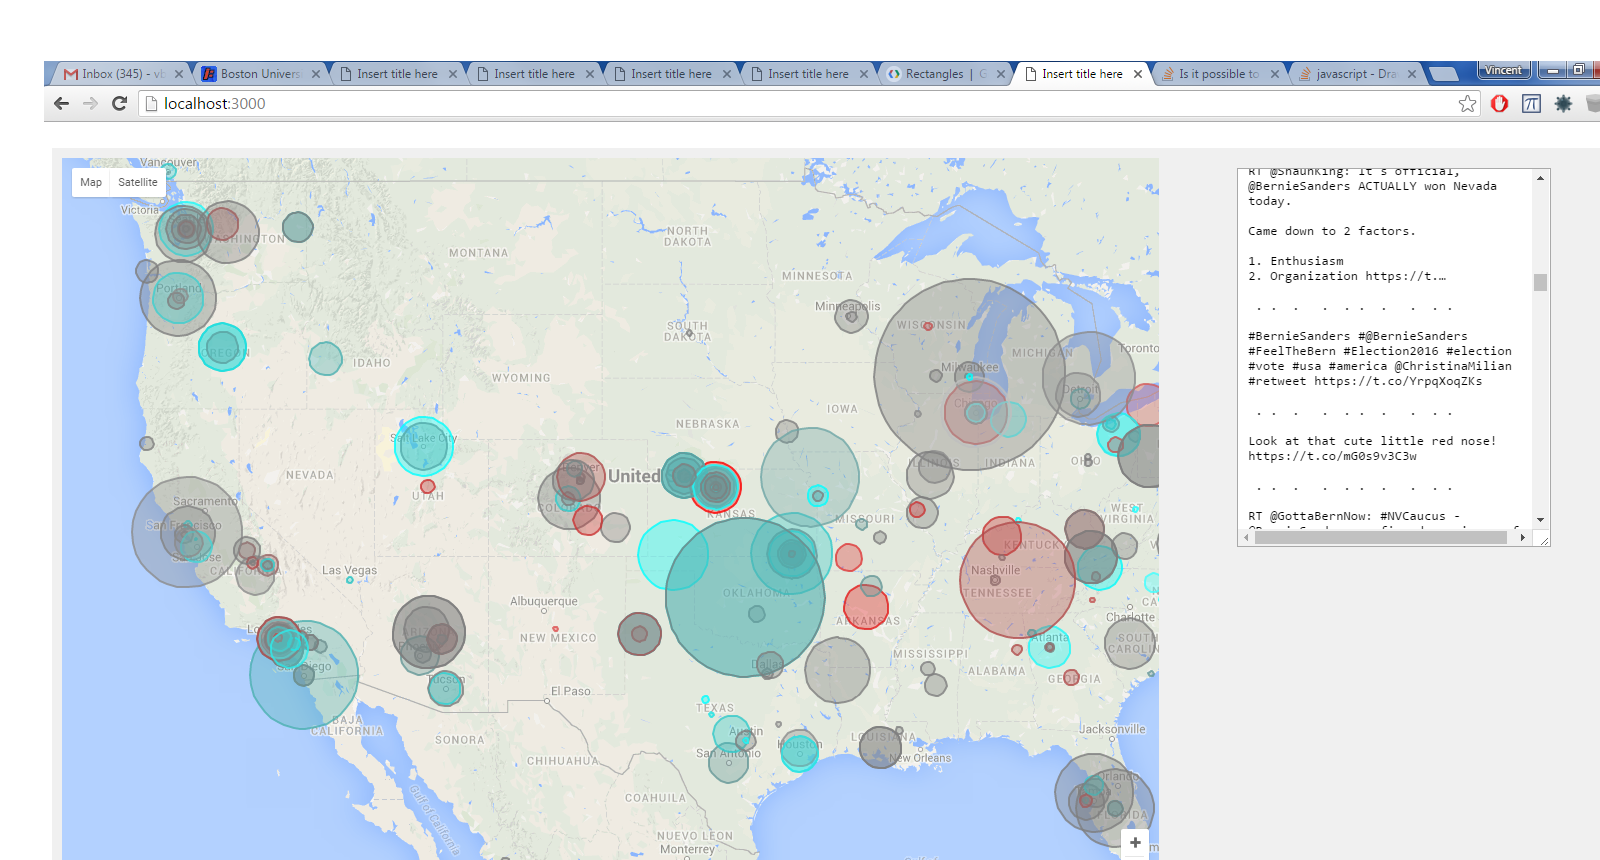 Inbox (345) - vb
Boston Univers
Insert title here
Insert title here
Insert title here
Insert title here
Rectangles | G
Insert title here
Is it possible to
javascript - Dra
Vincent
localhost:3000
Map
Satellite
Vancouver
Victoria
WASHINGTON
MONTANA
NORTH
DAKOTA
MINNESOTA
Portland
Minneapolis
OREGON
IDAHO
SOUTH
DAKOTA
WISCONSIN
MICHIGAN
Toronto
WYOMING
Milwaukee
Detroit
Chicago
IOWA
NEBRASKA
Salt Lake City
NEVADA
UTAH
Denver
COLORADO
United
KANSAS
ILLINOIS
INDIANA
OHIO
Sacramento
San Francisco
San Jose
CALIFORNIA
MISSOURI
WEST
VIRGINIA
KENTUCKY
Las Vegas
Nashville
TENNESSEE
Albuquerque
OKLAHOMA
NEW MEXICO
ARKANSAS
Charlotte
Los Angeles
San Diego
ARIZONA
Tucson
El Paso
Dallas
MISSISSIPPI
ALABAMA
Atlanta
GEORGIA
SOUTH
CAROLINA
TEXAS
BAJA
CALIFORNIA
SONORA
CHIHUAHUA
Austin
San Antonio
Houston
LOUISIANA
New Orleans
Jacksonville
Orlando
FLORIDA
COAHUILA
Gulf of California
NUEVO LEON
Monterrey
+
RT @ShaunKing: It's official,
@BernieSanders ACTUALLY won Nevada
today.
Came down to 2 factors.
1. Enthusiasm
2. Organization https://t.…
. . . . . . . . . .
#BernieSanders #@BernieSanders
#FeelTheBern #Election2016 #election
#vote #usa #america @ChristinaMilian
#retweet https://t.co/YrpqXoqZKs
. . . . . . . . . .
Look at that cute little red nose!
https://t.co/mG0s9v3C3w
. . . . . . . . . .
RT @GottaBernNow: #NVCaucus -